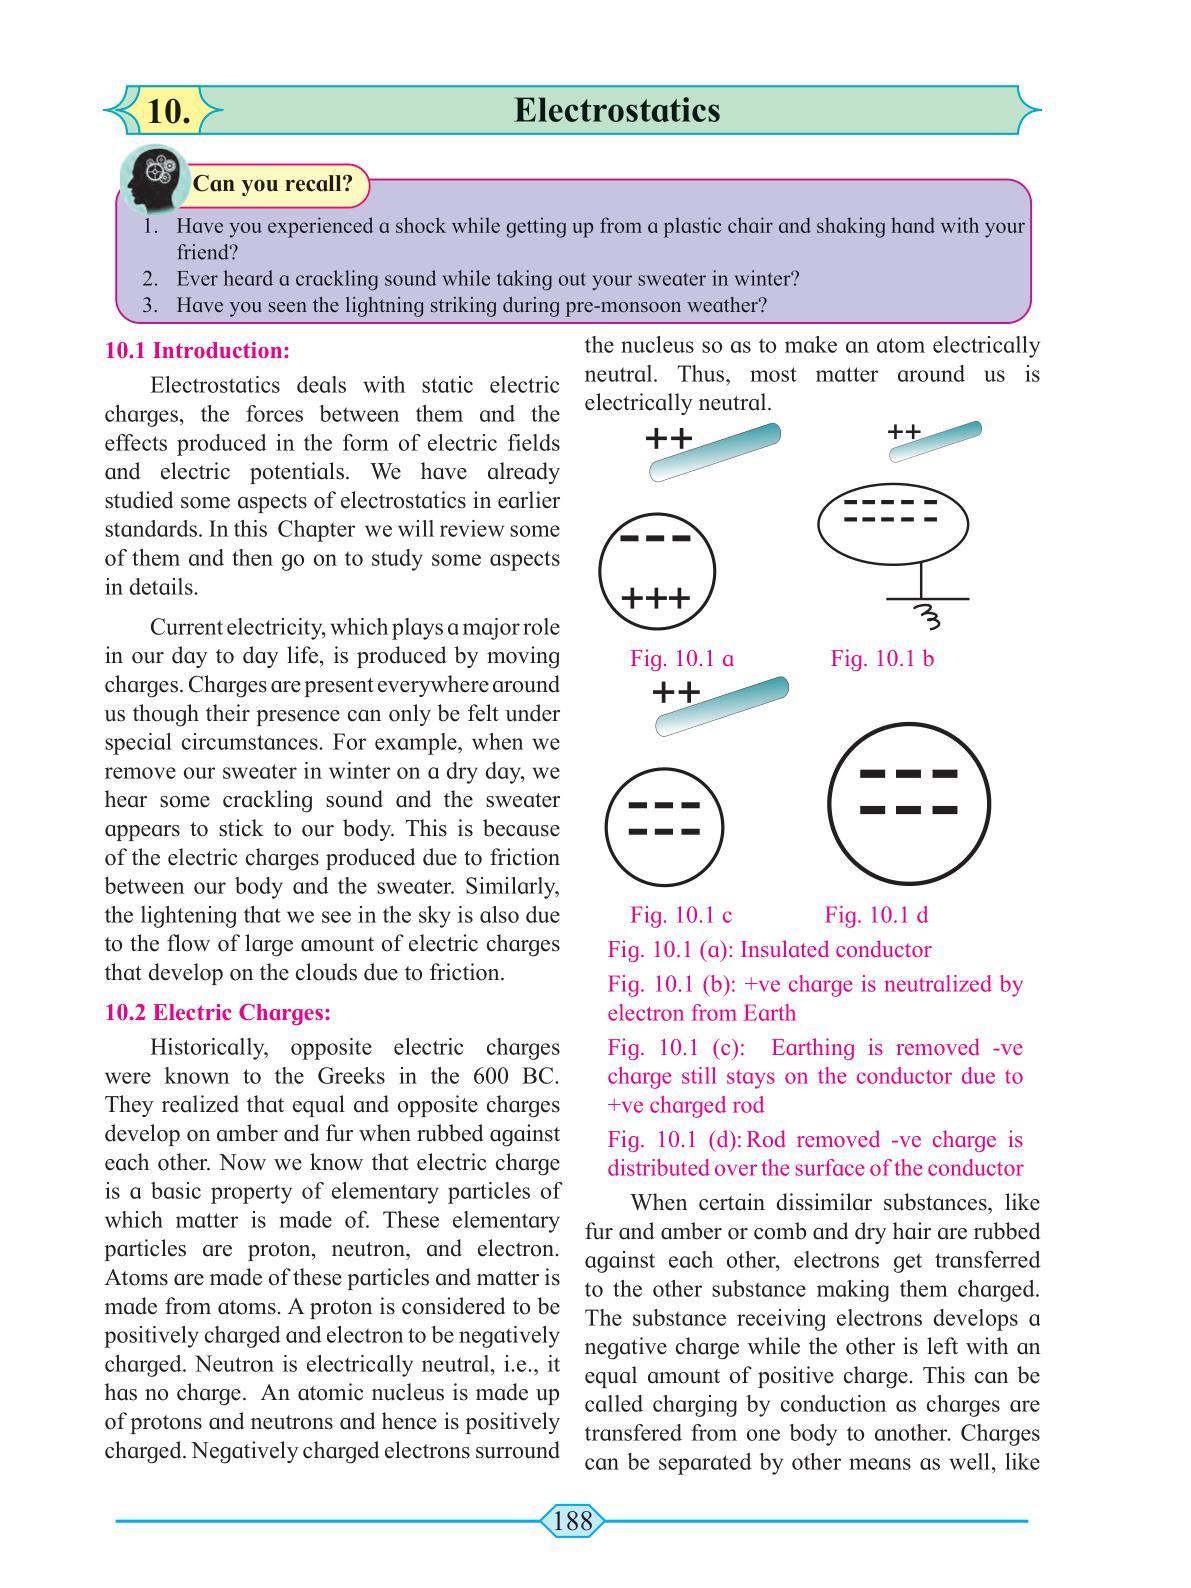 10.
Electrostatics
Can you recall?
1. Have you experienced a shock while getting up from a plastic chair and shaking hand with your
friend?
2. Ever heard a crackling sound while taking out your sweater in winter?
3. Have you seen the lightning striking during pre-monsoon weather?
10.1 Introduction:
Electrostatics deals with static electric
charges, the forces between them and the
effects produced in the form of electric fields
and electric potentials. We have already
studied some aspects of electrostatics in earlier
standards. In this Chapter we will review some
of them and then go on to study some aspects
in details.
Current electricity, which plays a major role
in our day to day life, is produced by moving
charges. Charges are present everywhere around
us though their presence can only be felt under
special circumstances. For example, when we
remove our sweater in winter on a dry day, we
hear some crackling sound and the sweater
appears to stick to our body. This is because
of the electric charges produced due to friction
between our body and the sweater. Similarly,
the lightening that we see in the sky is also due
to the flow of large amount of electric charges
that develop on the clouds due to friction.
10.2 Electric Charges:
Historically, opposite electric charges
were known to the Greeks in the 600 BC.
They realized that equal and opposite charges
develop on amber and fur when rubbed against
each other. Now we know that electric charge
is a basic property of elementary particles of
which matter is made of. These elementary
particles are proton, neutron, and electron.
Atoms are made of these particles and matter is
made from atoms. A proton is considered to be
positively charged and electron to be negatively
charged. Neutron is electrically neutral, i.e., it
has no charge. An atomic nucleus is made up
of protons and neutrons and hence is positively
charged. Negatively charged electrons surround
the nucleus so as to make an atom electrically
neutral. Thus, most matter around us is
electrically neutral.
++
++
– – –
+++
– – – – –
– – – – –
Fig. 10.1 a
Fig. 10.1 b
++
– – –
– – –
– – –
– – –
Fig. 10.1 c
Fig. 10.1 d
Fig. 10.1 (a): Insulated conductor
Fig. 10.1 (b): +ve charge is neutralized by
electron from Earth
Fig. 10.1 (c): Earthing is removed -ve
charge still stays on the conductor due to
+ve charged rod
Fig. 10.1 (d): Rod removed -ve charge is
distributed over the surface of the conductor
When certain dissimilar substances, like
fur and amber or comb and dry hair are rubbed
against each other, electrons get transferred
to the other substance making them charged.
The substance receiving electrons develops a
negative charge while the other is left with an
equal amount of positive charge. This can be
called charging by conduction as charges are
transfered from one body to another. Charges
can be separated by other means as well, like
188